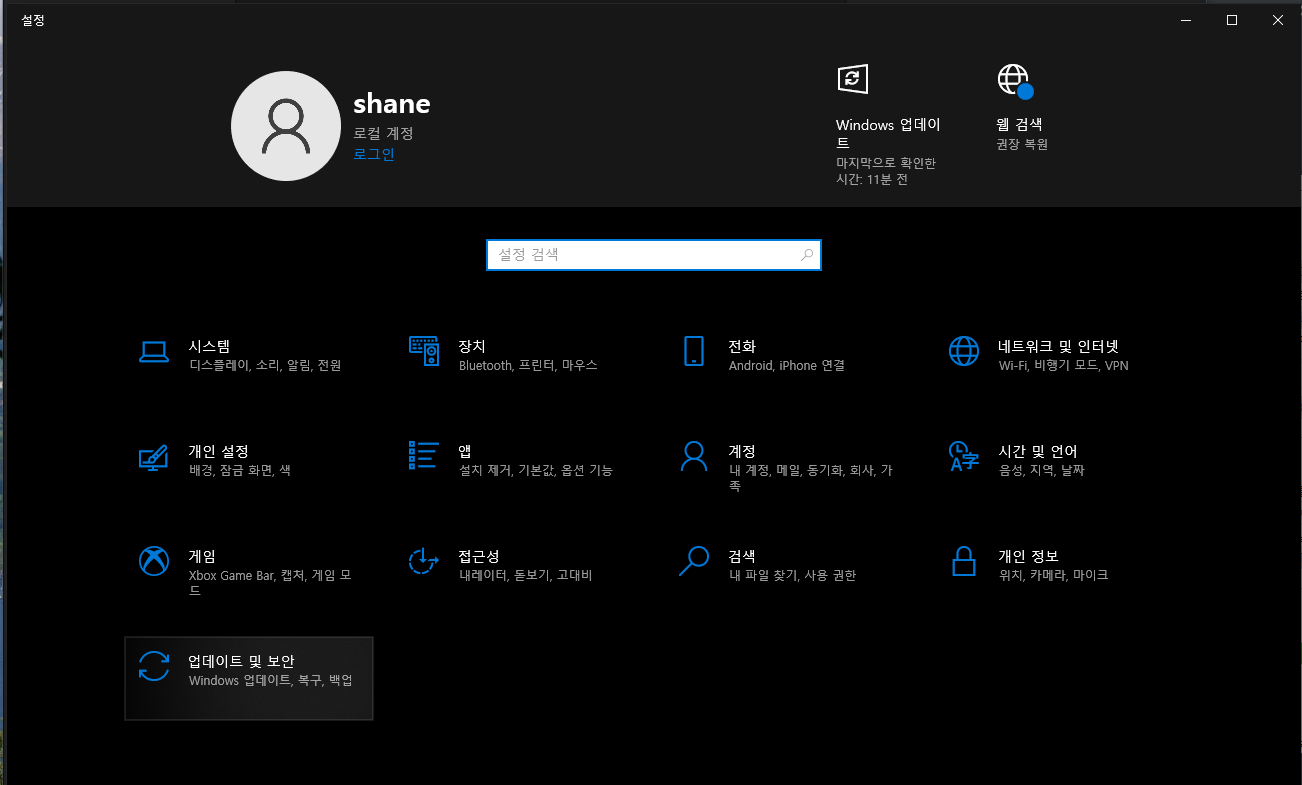 설정
shane
로컬 계정
로그인
Windows 업데이
트
마지막으로 확인한
시간: 11분 전
웹 검색
권장 복원
설정 검색
시스템
디스플레이, 소리, 알림, 전원
장치
Bluetooth, 프린터, 마우스
전화
Android, iPhone 연결
네트워크 및 인터넷
Wi-Fi, 비행기 모드, VPN
개인 설정
배경, 잠금 화면, 색
앱
설치 제거, 기본값, 옵션 기능
계정
내 계정, 메일, 동기화, 회사, 가
족
시간 및 언어
음성, 지역, 날짜
게임
Xbox Game Bar, 캡처, 게임 모
드
접근성
내레이터, 돋보기, 고대비
검색
내 파일 찾기, 사용 권한
개인 정보
위치, 카메라, 마이크
업데이트 및 보안
Windows 업데이트, 복구, 백업